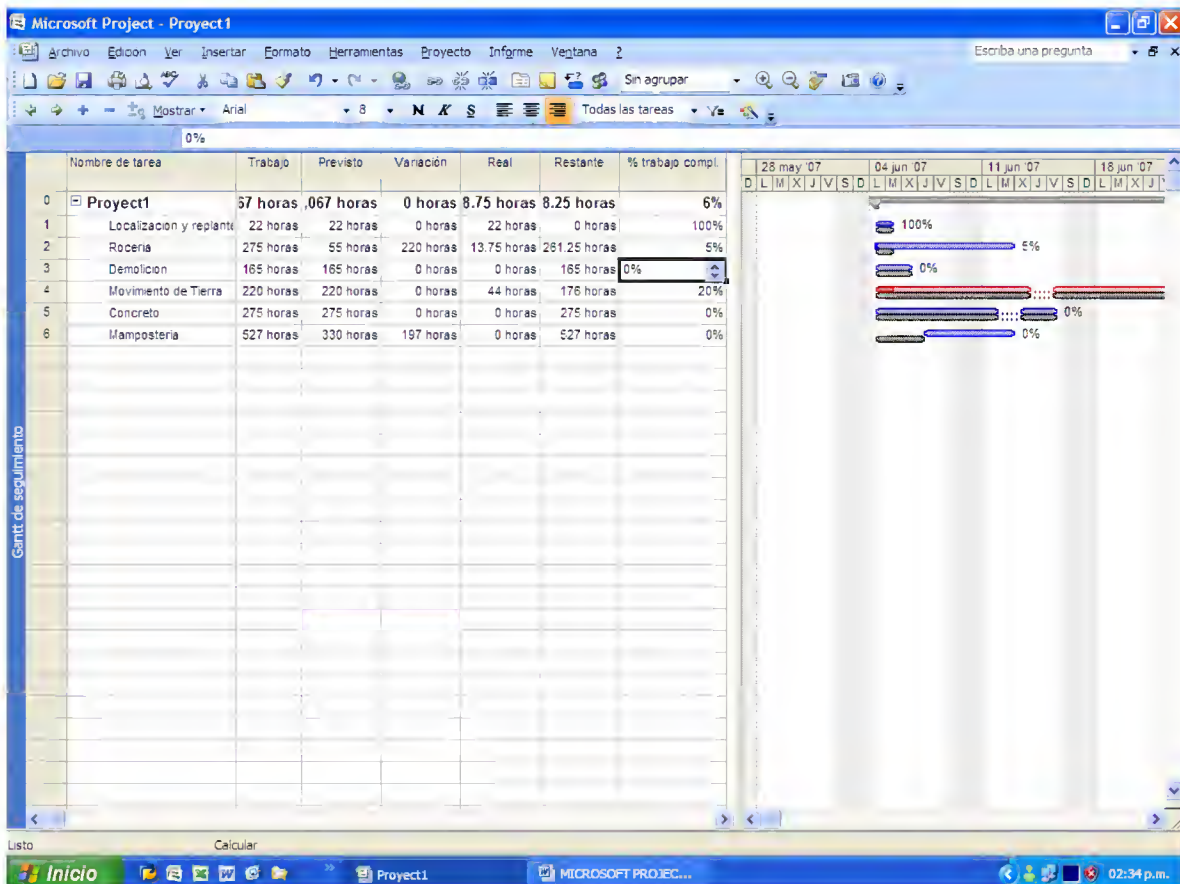 Microsoft Project - Proyect1
Archivo Edicion Ver Insertar Formato Herramientas Proyecto Informe Ventana ? Escriba una pregunta
Sin agrupar
Mostrar Arial 8 N K S Todas las tareas
0%
Nombre de tarea Trabajo Previsto Variación Real Restante % trabajo compl. 28 may '07 04 jun '07 11 jun '07 18 jun '07
D L M X J V S D L M X J V S D L M X J V S D L M X J
0 Proyect1 67 horas ,067 horas 0 horas 8.75 horas 8.25 horas 6%
1 Localizacion y replante 22 horas 22 horas 0 horas 22 horas 0 horas 100% 100%
2 Roceria 275 horas 55 horas 220 horas 13.75 horas 261.25 horas 5% 5%
3 Demolicion 165 horas 165 horas 0 horas 0 horas 165 horas 0% 0%
4 Movimiento de Tierra 220 horas 220 horas 0 horas 44 horas 176 horas 20%
5 Concreto 275 horas 275 horas 0 horas 0 horas 275 horas 0% 0%
6 Mamposteria 527 horas 330 horas 197 horas 0 horas 527 horas 0% 0%
Gantt de seguimiento
Listo Calcular
Inicio Proyect1 MICROSOFT PROJEC... 02:34 p.m.